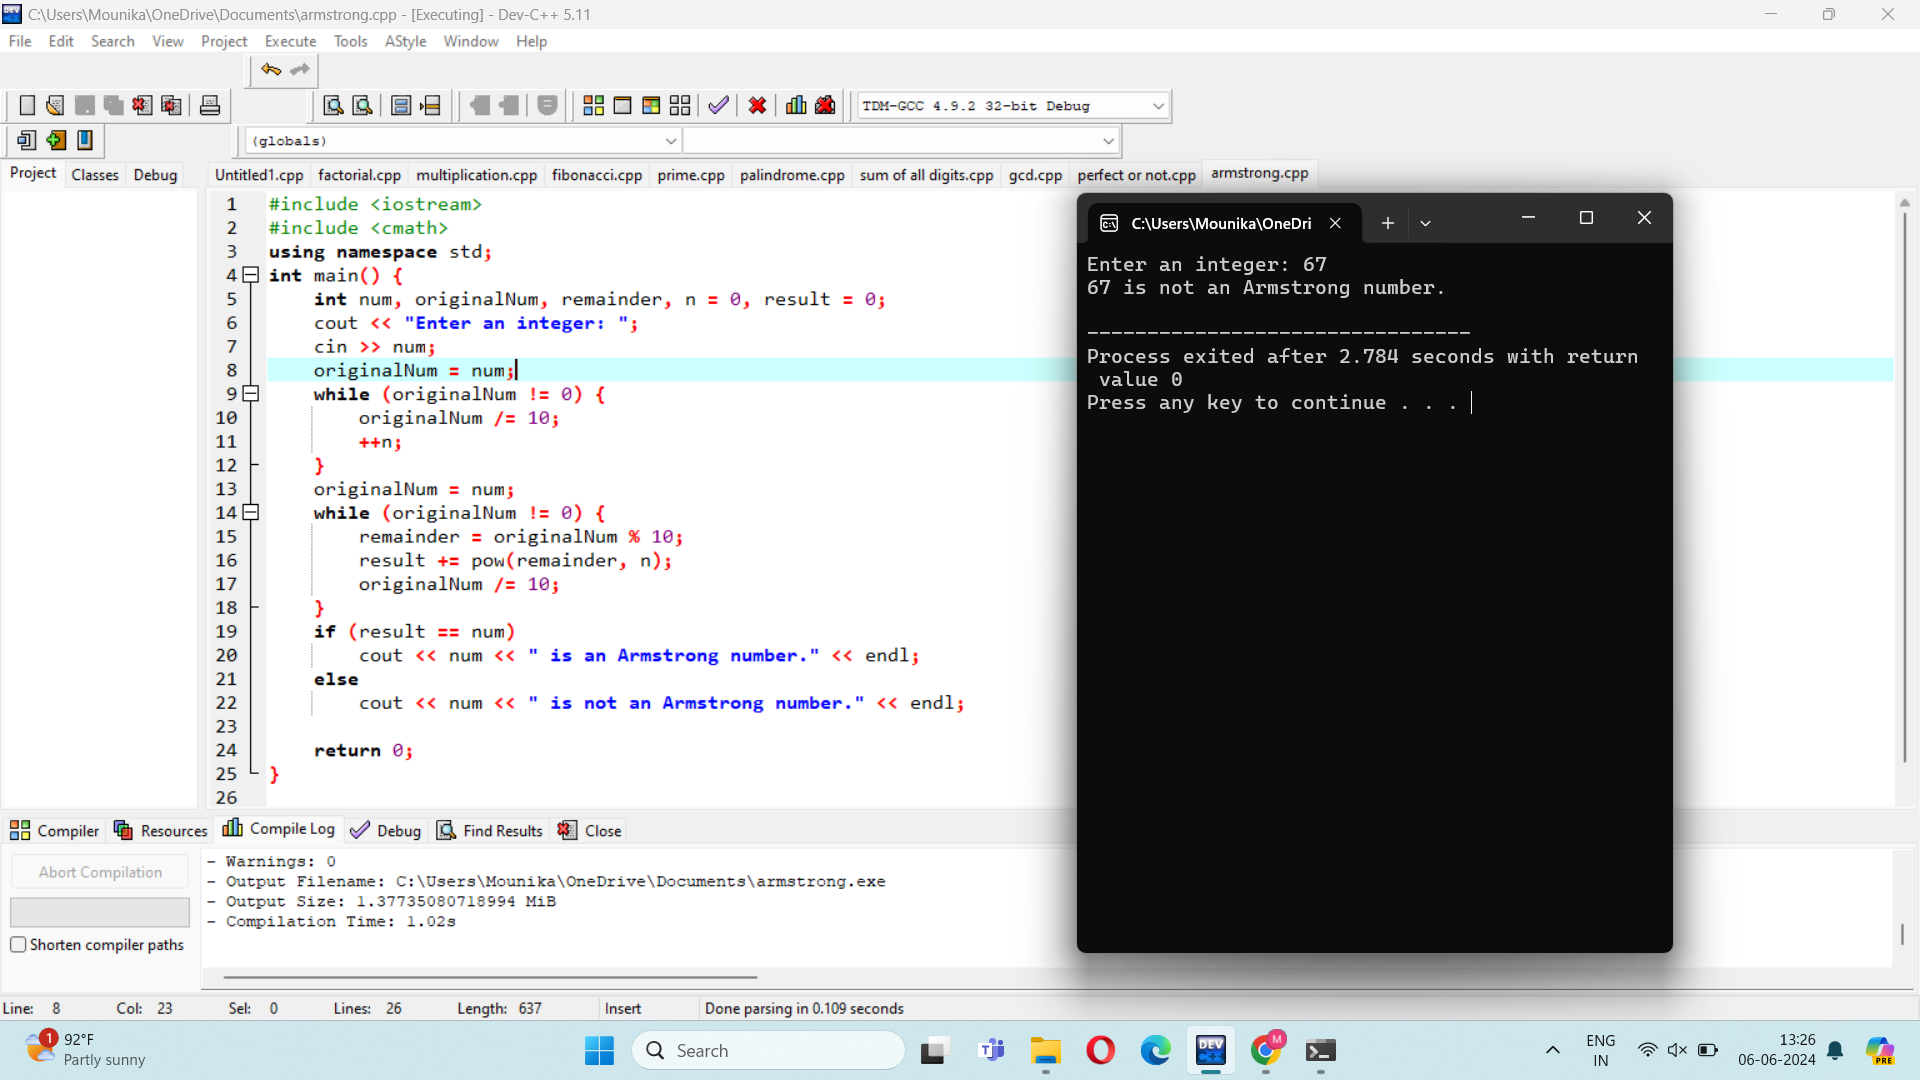 C:\Users\Mounika\OneDrive\Documents\armstrong.cpp - [Executing] - Dev-C++ 5.11
File Edit Search View Project Execute Tools AStyle Window Help
TDM-GCC 4.9.2 32-bit Debug
(globals)
Project Classes Debug
Untitled1.cpp factorial.cpp multiplication.cpp fibonacci.cpp prime.cpp palindrome.cpp sum of all digits.cpp gcd.cpp perfect or not.cpp armstrong.cpp
1 #include <iostream>
2 #include <cmath>
3 using namespace std;
4 int main() {
5 int num, originalNum, remainder, n = 0, result = 0;
6 cout << "Enter an integer: ";
7 cin >> num;
8 originalNum = num;
9 while (originalNum != 0) {
10 originalNum /= 10;
11 ++n;
12 }
13 originalNum = num;
14 while (originalNum != 0) {
15 remainder = originalNum % 10;
16 result += pow(remainder, n);
17 originalNum /= 10;
18 }
19 if (result == num)
20 cout << num << " is an Armstrong number." << endl;
21 else
22 cout << num << " is not an Armstrong number." << endl;
23
24 return 0;
25 }
26
C:\Users\Mounika\OneDri
Enter an integer: 67
67 is not an Armstrong number.
--------------------------------
Process exited after 2.784 seconds with return
value 0
Press any key to continue . . .
Compiler Resources Compile Log Debug Find Results Close
Abort Compilation
Shorten compiler paths
- Warnings: 0
- Output Filename: C:\Users\Mounika\OneDrive\Documents\armstrong.exe
- Output Size: 1.37735080718994 MiB
- Compilation Time: 1.02s
Line: 8 Col: 23 Sel: 0 Lines: 26 Length: 637 Insert Done parsing in 0.109 seconds
1
92°F
Partly sunny
Search
DEV
C++
M
ENG
IN
13:26
06-06-2024
PRE